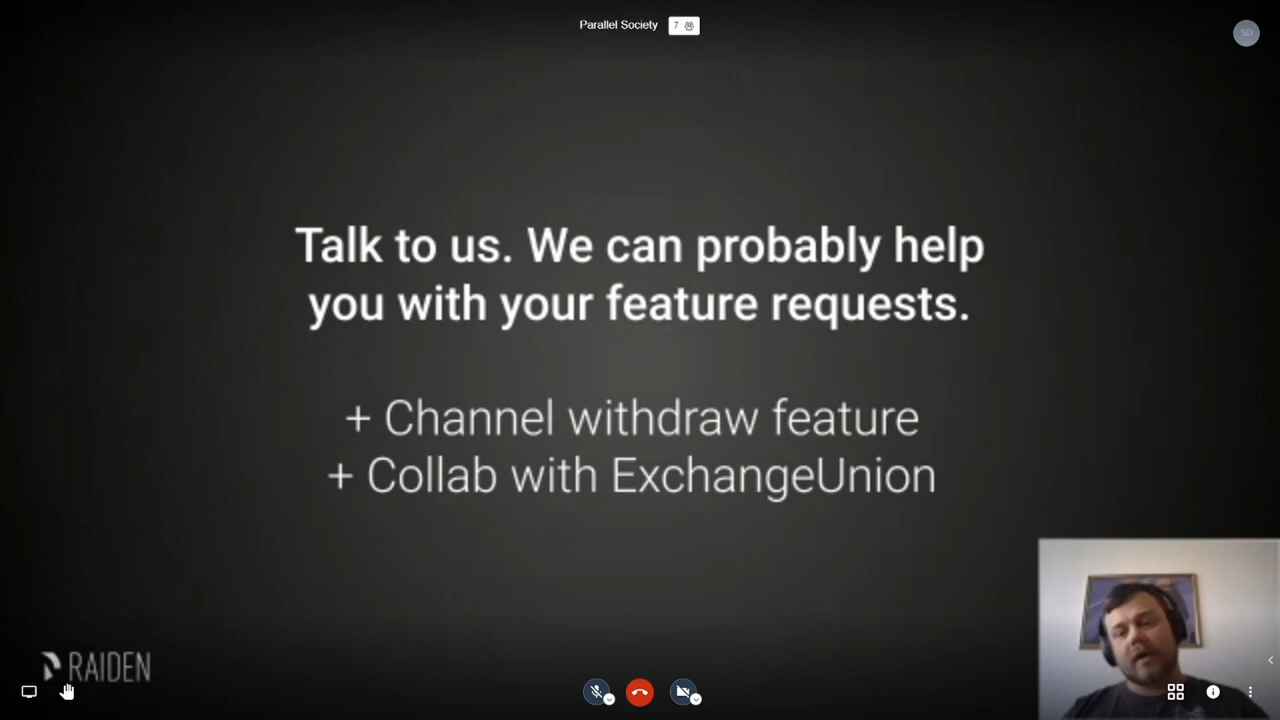 Parallel Society
7
SD
Talk to us. We can probably help
you with your feature requests.
+ Channel withdraw feature
+ Collab with ExchangeUnion
RAIDEN